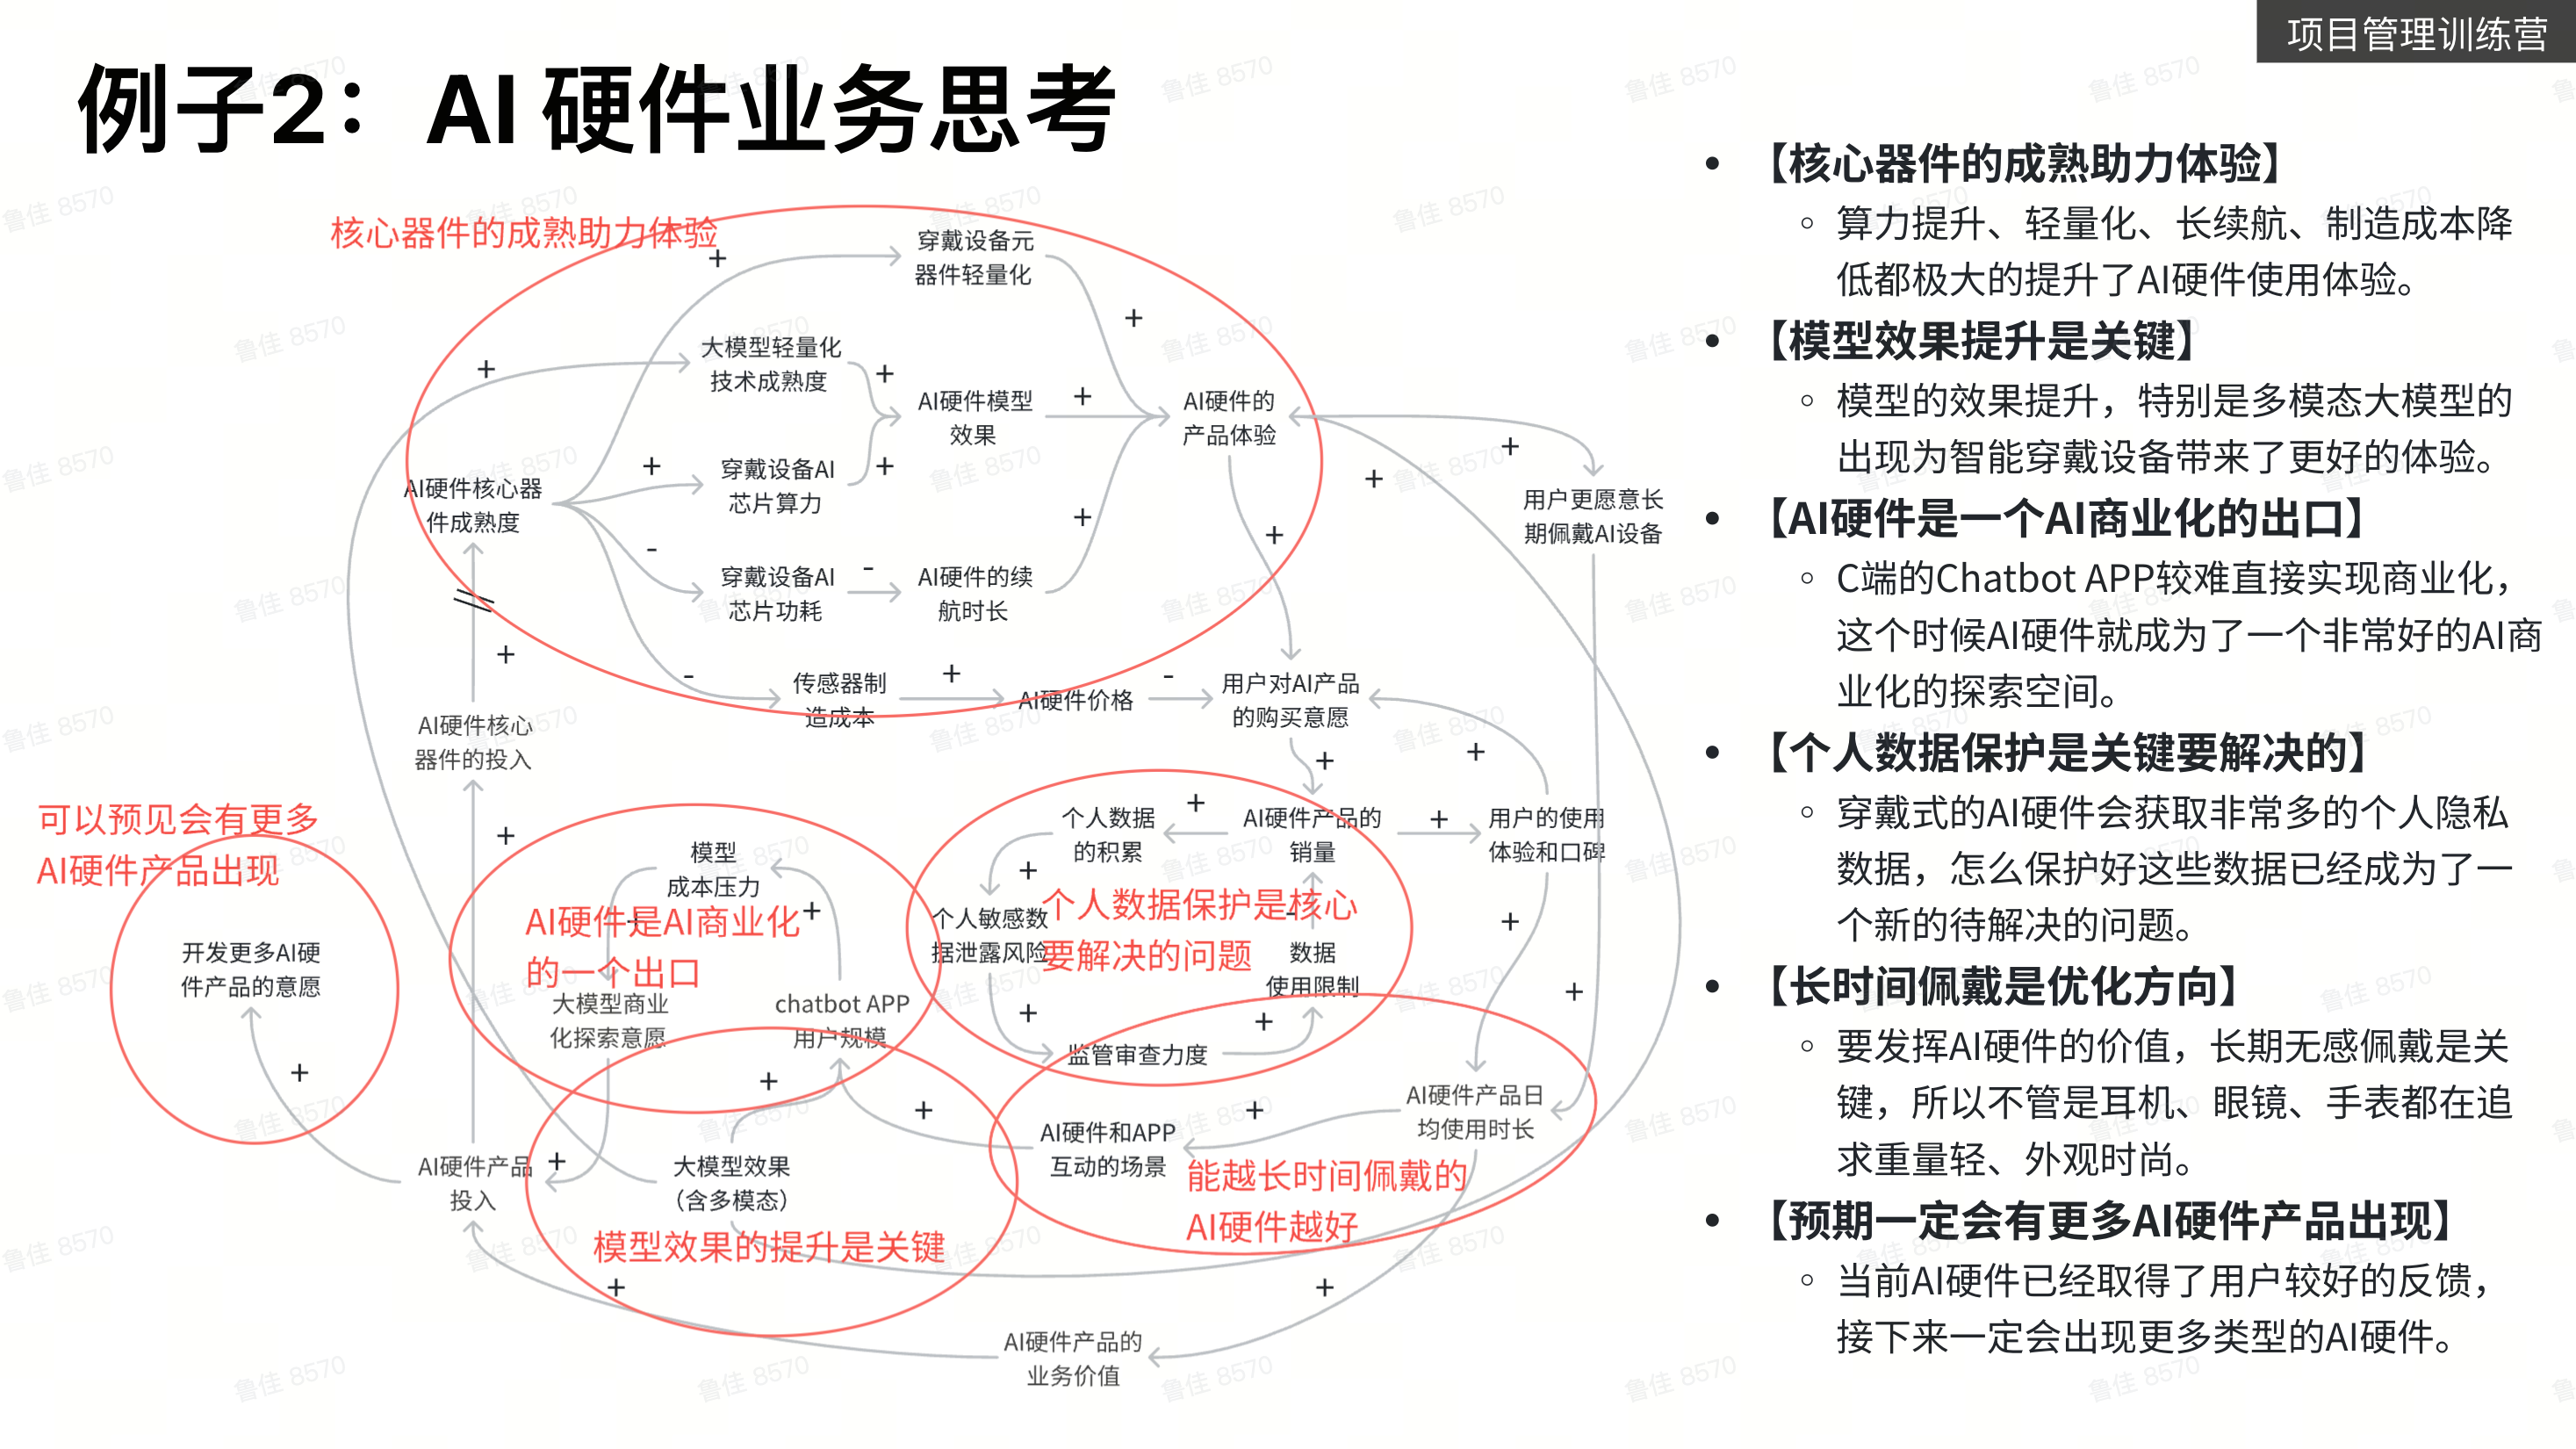 项目管理训练营
例子2：AI 硬件业务思考
核心器件的成熟助力体验
+
穿戴设备元
器件轻量化
+
大模型轻量化
技术成熟度
+
+
AI硬件模型
效果
+
AI硬件的
产品体验
+
AI硬件核心器
件成熟度
+
穿戴设备AI
芯片算力
+
+
+
用户更愿意长
期佩戴AI设备
-
穿戴设备AI
芯片功耗
-
AI硬件的续
航时长
+
+
+
-
传感器制
造成本
+
AI硬件价格
-
用户对AI产品
的购买意愿
AI硬件核心
器件的投入
+
+
可以预见会有更多
AI硬件产品出现
+
模型
成本压力
个人数据
的积累
+
AI硬件产品的
销量
+
用户的使用
体验和口碑
+
+
+
AI硬件是AI商业化
的一个出口
个人敏感数
据泄露风险
个人数据保护是核心
要解决的问题
-
数据
使用限制
+
开发更多AI硬
件产品的意愿
大模型商业
化探索意愿
chatbot APP
用户规模
+
+
监管审查力度
+
+
+
+
+
AI硬件产品日
均使用时长
AI硬件和APP
互动的场景
AI硬件产品
投入
+
大模型效果
（含多模态）
能越长时间佩戴的
AI硬件越好
模型效果的提升是关键
+
+
AI硬件产品的
业务价值
• 【核心器件的成熟助力体验】
◦ 算力提升、轻量化、长续航、制造成本降
低都极大的提升了AI硬件使用体验。
• 【模型效果提升是关键】
◦ 模型的效果提升，特别是多模态大模型的
出现为智能穿戴设备带来了更好的体验。
• 【AI硬件是一个AI商业化的出口】
◦ C端的Chatbot APP较难直接实现商业化，
这个时候AI硬件就成为了一个非常好的AI商
业化的探索空间。
• 【个人数据保护是关键要解决的】
◦ 穿戴式的AI硬件会获取非常多的个人隐私
数据，怎么保护好这些数据已经成为了一
个新的待解决的问题。
• 【长时间佩戴是优化方向】
◦ 要发挥AI硬件的价值，长期无感佩戴是关
键，所以不管是耳机、眼镜、手表都在追
求重量轻、外观时尚。
• 【预期一定会有更多AI硬件产品出现】
◦ 当前AI硬件已经取得了用户较好的反馈，
接下来一定会出现更多类型的AI硬件。
鲁佳 8570